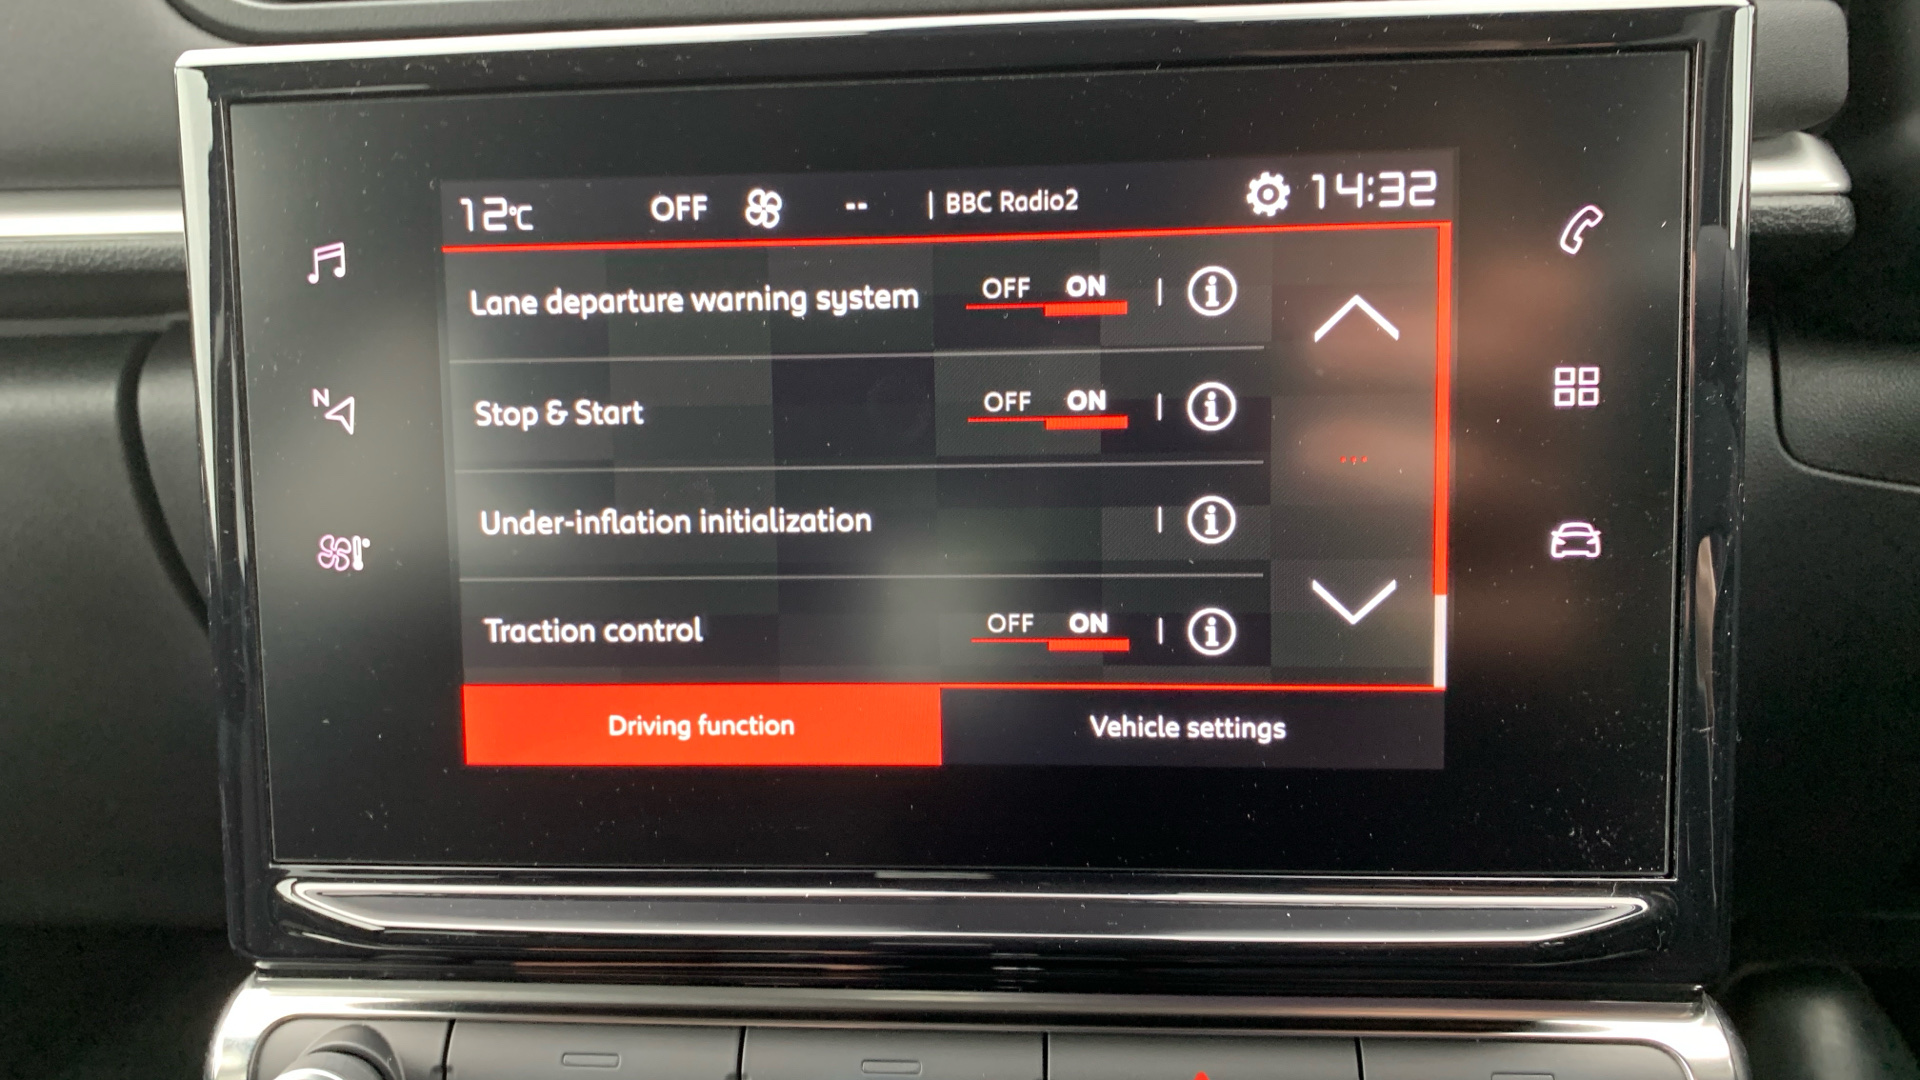 12°C OFF -- | BBC Radio2 14:32
Lane departure warning system OFF ON
N
Stop & Start OFF ON
Under-inflation initialization
Traction control OFF ON
Driving function Vehicle settings